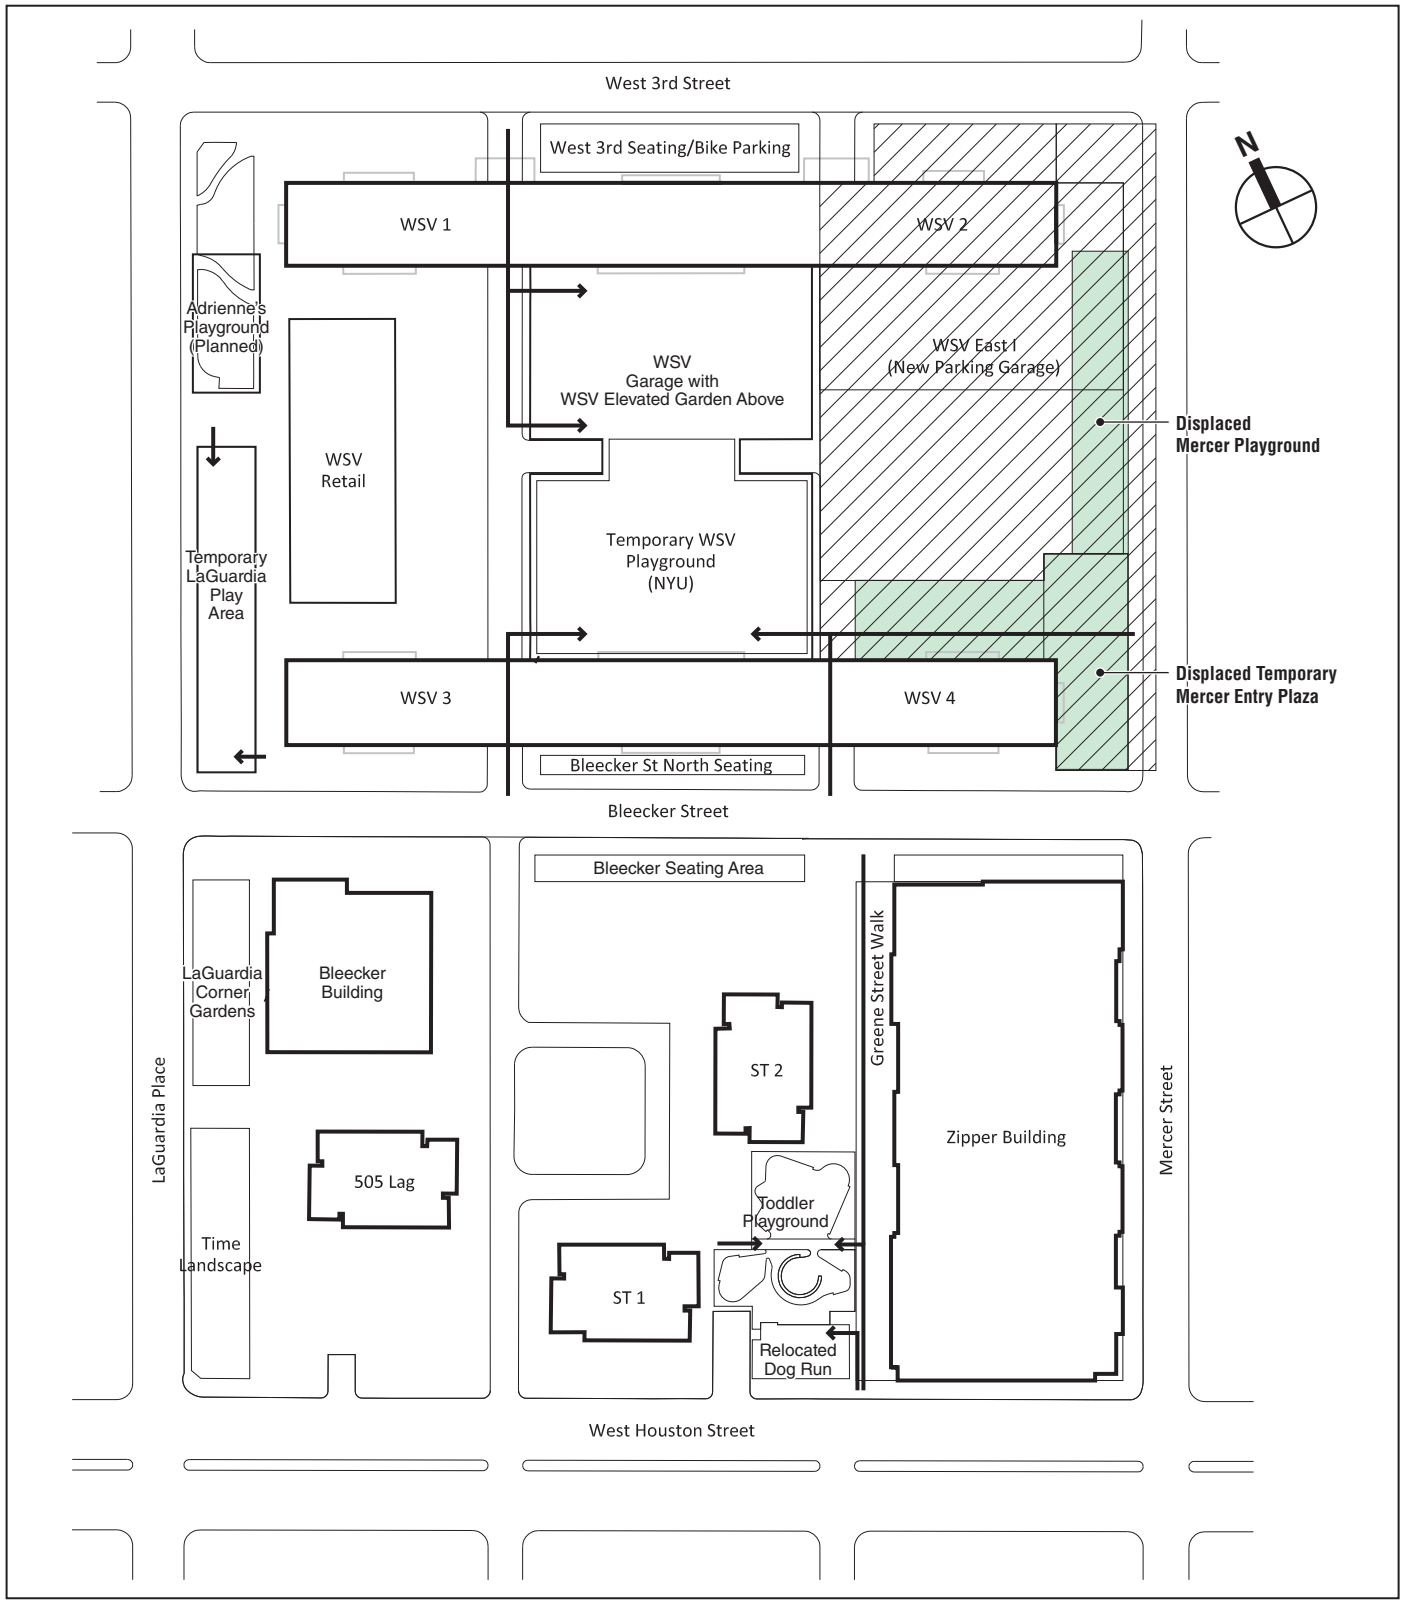 West 3rd Street
N
West 3rd Seating/Bike Parking
WSV 1
WSV 2
Adrienne's
Playground
(Planned)
WSV East I
(New Parking Garage)
WSV
Garage with
WSV Elevated Garden Above
Displaced
Mercer Playground
WSV
Retail
Temporary WSV
Playground
(NYU)
Temporary
LaGuardia
Play
Area
Displaced Temporary
Mercer Entry Plaza
WSV 3
WSV 4
Bleecker St North Seating
Bleecker Street
Bleecker Seating Area
Greene Street Walk
LaGuardia
Corner
Gardens
Bleecker
Building
ST 2
LaGuardia Place
Mercer Street
Zipper Building
505 Lag
Toddler
Playground
Time
Landscape
ST 1
Relocated
Dog Run
West Houston Street